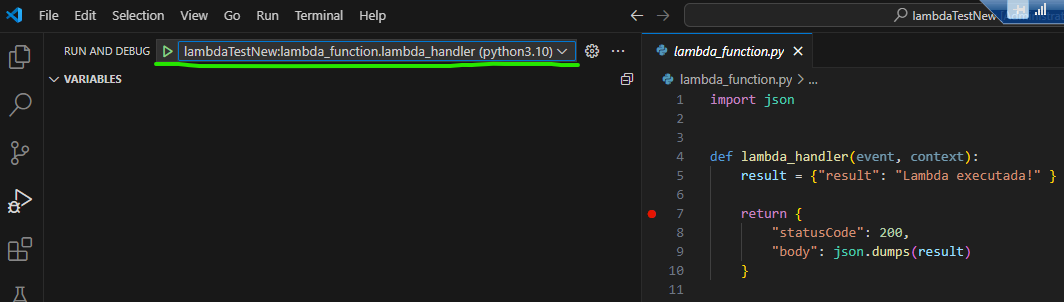 File Edit Selection View Go Run Terminal Help
lambdaTestNew
RUN AND DEBUG
lambdaTestNew:lambda_function.lambda_handler (python3.10)
VARIABLES
lambda_function.py
lambda_function.py > ...
1 import json
2
3
4 def lambda_handler(event, context):
5 result = {"result": "Lambda executada!" }
6
7 return {
8 "statusCode": 200,
9 "body": json.dumps(result)
10 }
11